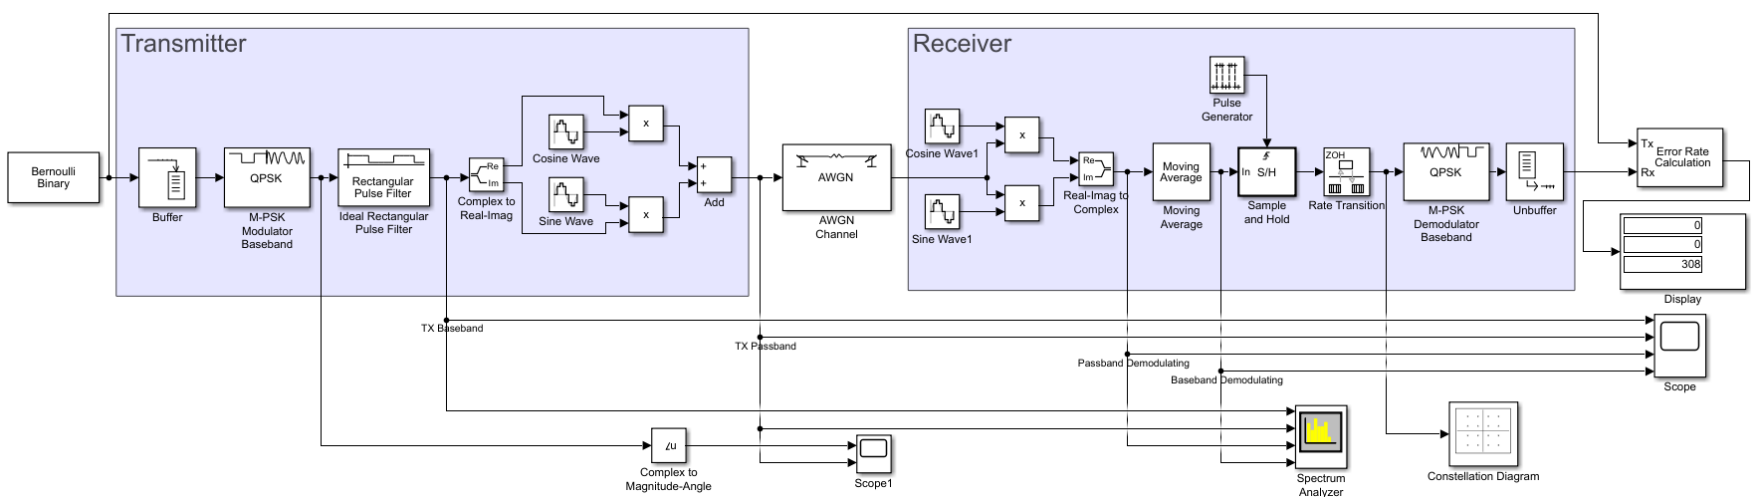 Transmitter
Receiver
Bernoulli
Binary
Buffer
QPSK
M-PSK
Modulator
Baseband
Rectangular
Pulse Filter
Ideal Rectangular
Pulse Filter
Re
Im
Complex to
Real-Imag
Cosine Wave
Sine Wave
x
x
+
+
Add
AWGN
AWGN
Channel
Cosine Wave1
Sine Wave1
x
x
Re
Im
Real-Imag to
Complex
Moving
Average
Moving
Average
Pulse
Generator
In
S/H
Sample
and Hold
ZOH
Rate Transition
QPSK
M-PSK
Demodulator
Baseband
Unbuffer
Tx
Rx
Error Rate
Calculation
0
0
308
Display
TX Baseband
TX Passband
Passband Demodulating
Baseband Demodulating
Scope
|u|
∠u
Complex to
Magnitude-Angle
Scope1
Spectrum
Analyzer
Constellation Diagram